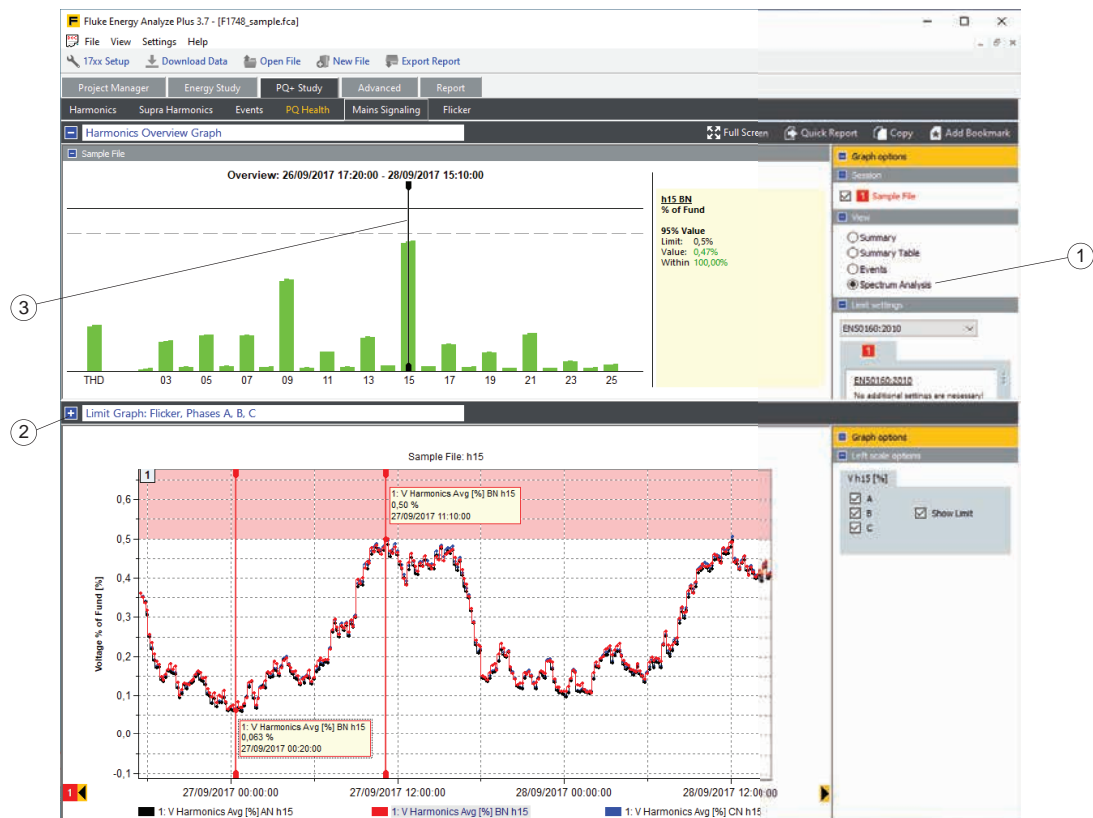 Fluke Energy Analyze Plus 3.7 - [F1748_sample.fca]
File View Settings Help
17xx Setup Download Data Open File New File Export Report
Project Manager Energy Study PQ+ Study Advanced Report
Harmonics Supra Harmonics Events PQ Health Mains Signaling Flicker
Harmonics Overview Graph Full Screen Quick Report Copy Add Bookmark
Sample File
Overview: 26/09/2017 17:20:00 - 28/09/2017 15:10:00
h15 BN
% of Fund
95% Value
Limit: 0,5%
Value: 0,47%
Within 100,00%
THD 03 05 07 09 11 13 15 17 19 21 23 25
Graph options
Session
1 Sample File
View
Summary
Summary Table
Events
Spectrum Analysis
Limit settings
EN50160:2010
1
EN50160:2010
No additional settings are necessary!
1
3
2
Limit Graph: Flicker, Phases A, B, C
Sample File: h15
1
1: V Harmonics Avg [%] BN h15
0,50 %
27/09/2017 11:10:00
Voltage % of Fund [%]
0,6
0,5
0,4
0,3
0,2
0,1
0,0
-0,1
1: V Harmonics Avg [%] BN h15
0,063 %
27/09/2017 00:20:00
1
27/09/2017 00:00:00 27/09/2017 12:00:00 28/09/2017 00:00:00 28/09/2017 12:00:00
1: V Harmonics Avg [%] AN h15 1: V Harmonics Avg [%] BN h15 1: V Harmonics Avg [%] CN h15
Graph options
Left scale options
V h15 [%]
A
B Show Limit
C